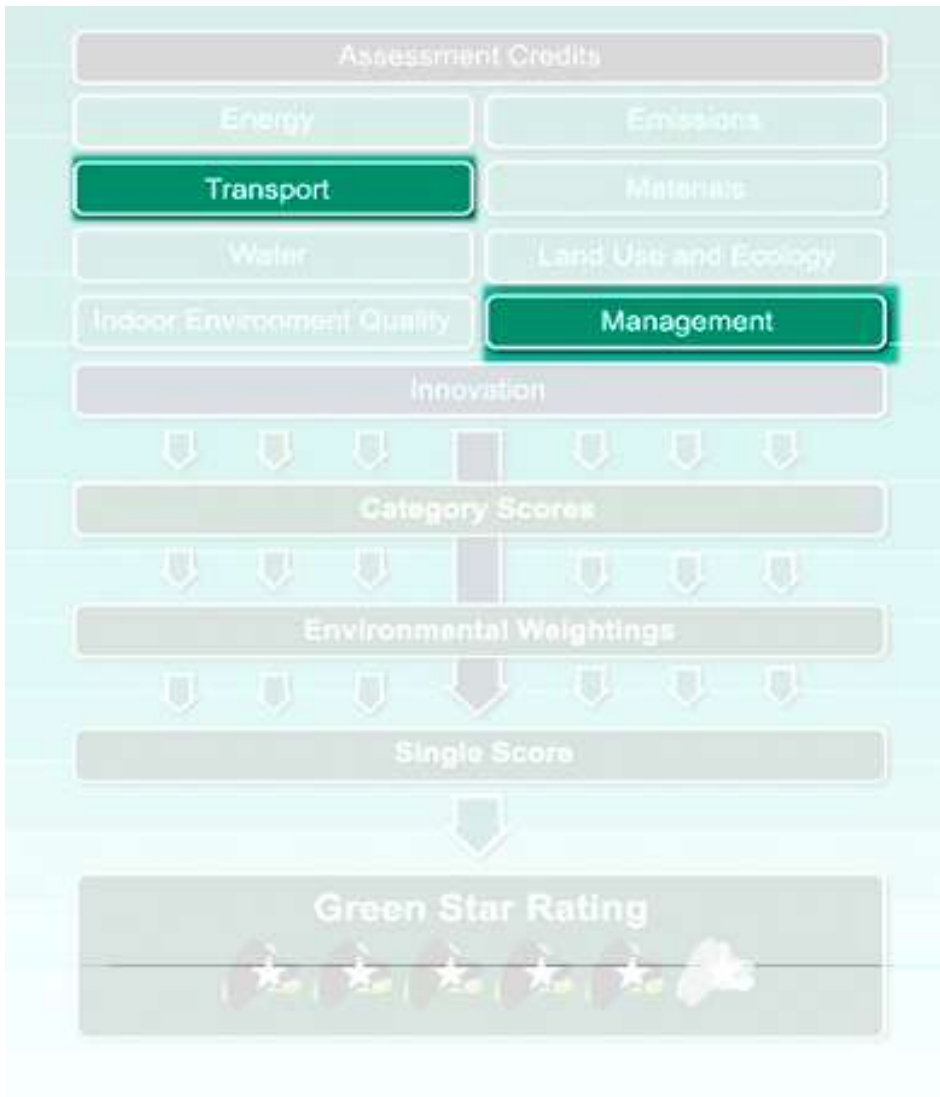 Assessment Credits
Energy
Emissions
Transport
Materials
Water
Land Use and Ecology
Indoor Environment Quality
Management
Innovation
Category Scores
Environmental Weightings
Single Score
Green Star Rating